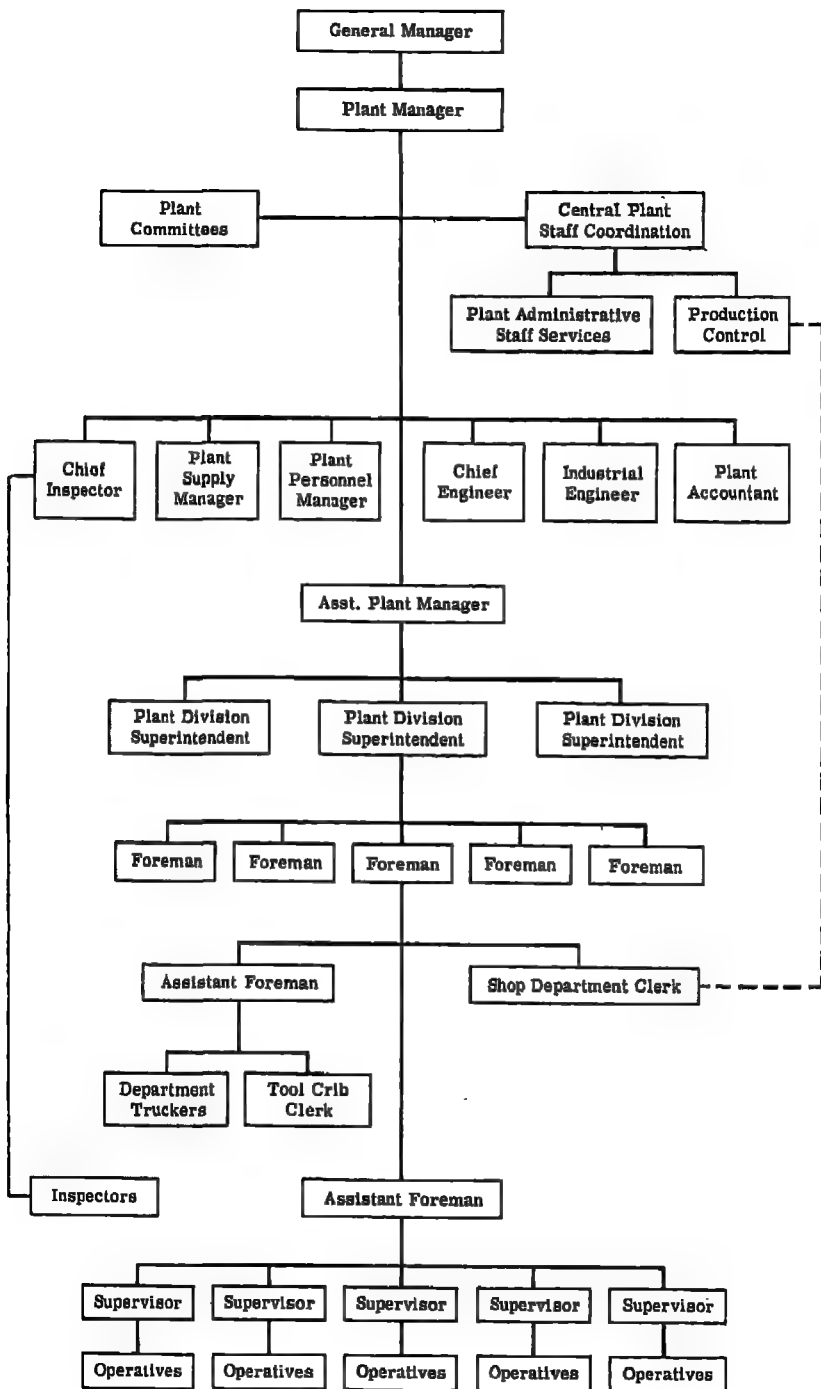 General Manager
Plant Manager
Plant
Committees
Central Plant
Staff Coordination
Plant Administrative
Staff Services
Production
Control
Chief
Inspector
Plant
Supply
Manager
Plant
Personnel
Manager
Chief
Engineer
Industrial
Engineer
Plant
Accountant
Asst. Plant Manager
Plant Division
Superintendent
Plant Division
Superintendent
Plant Division
Superintendent
Foreman
Foreman
Foreman
Foreman
Foreman
Assistant Foreman
Shop Department Clerk
Department
Truckers
Tool Crib
Clerk
Inspectors
Assistant Foreman
Supervisor
Supervisor
Supervisor
Supervisor
Supervisor
Operatives
Operatives
Operatives
Operatives
Operatives